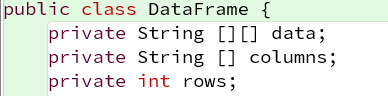 public class DataFrame {
private String [][] data;
private String [] columns;
private int rows;